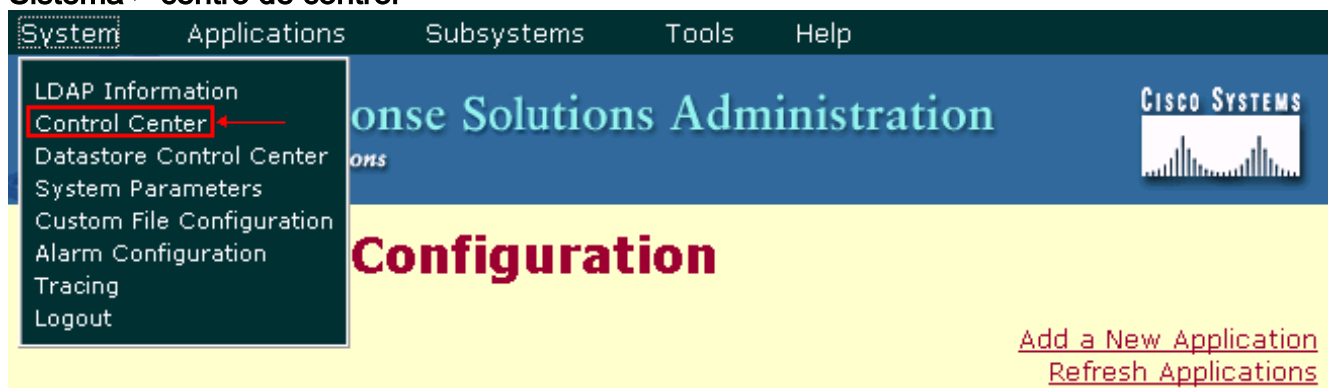 System Applications Subsystems Tools Help
LDAP Information
Control Center
Datastore Control Center
System Parameters
Custom File Configuration
Alarm Configuration
Tracing
Logout
onse Solutions Administration
ons
CISCO SYSTEMS
Configuration
Add a New Application
Refresh Applications